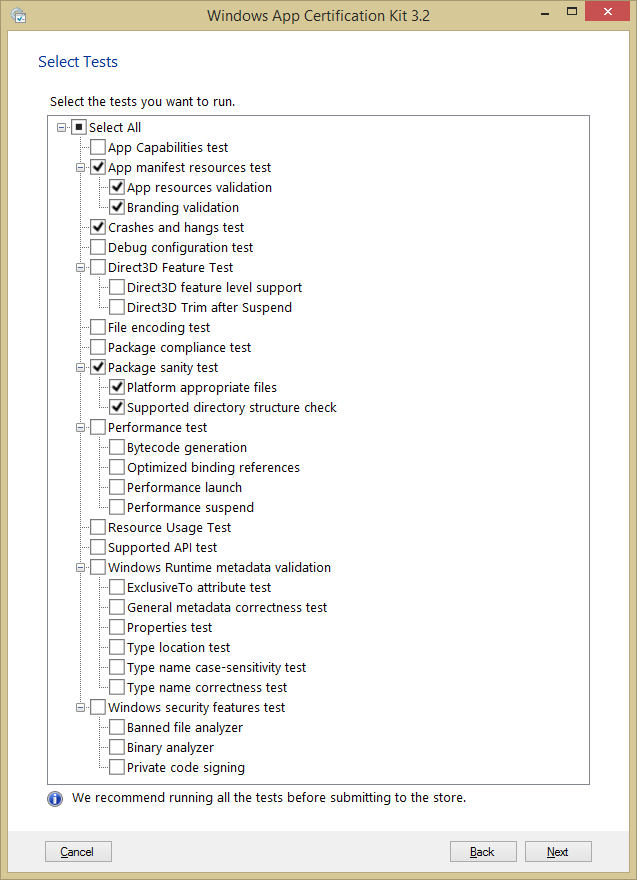 Windows App Certification Kit 3.2
Select Tests
Select the tests you want to run.
Select All
App Capabilities test
App manifest resources test
App resources validation
Branding validation
Crashes and hangs test
Debug configuration test
Direct3D Feature Test
Direct3D feature level support
Direct3D Trim after Suspend
File encoding test
Package compliance test
Package sanity test
Platform appropriate files
Supported directory structure check
Performance test
Bytecode generation
Optimized binding references
Performance launch
Performance suspend
Resource Usage Test
Supported API test
Windows Runtime metadata validation
ExclusiveTo attribute test
General metadata correctness test
Properties test
Type location test
Type name case-sensitivity test
Type name correctness test
Windows security features test
Banned file analyzer
Binary analyzer
Private code signing
We recommend running all the tests before submitting to the store.
Cancel
Back
Next